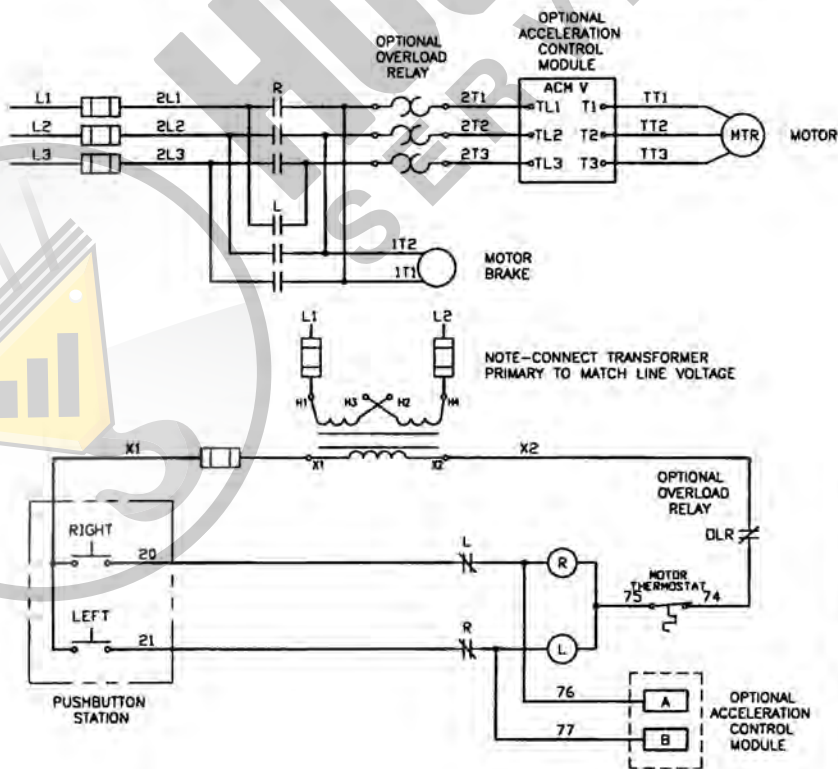 OPTIONAL
OVERLOAD
RELAY
OPTIONAL
ACCELERATION
CONTROL
MODULE
L1 2L1 R 2T1 ACM V TL1 T1 TT1
L2 2L2 2T2 TL2 T2 TT2 MTR MOTOR
L3 2L3 2T3 TL3 T3 TT3
L
1T2
1T1
MOTOR
BRAKE
L1 L2
NOTE-CONNECT TRANSFORMER
PRIMARY TO MATCH LINE VOLTAGE
H1 H3 H2 H4
X1 X1 X2 X2
OPTIONAL
OVERLOAD
RELAY
OLR
RIGHT
20 L R
MOTOR
THERMOSTAT
75 74
LEFT
21 R L
PUSHBUTTON
STATION
76 A
77 B
OPTIONAL
ACCELERATION
CONTROL
MODULE